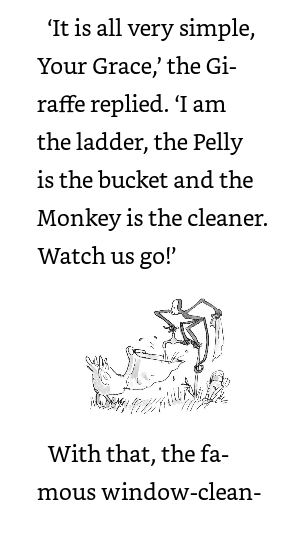 ‘It is all very simple,
Your Grace,’ the Gi-
raffe replied. ‘I am
the ladder, the Pelly
is the bucket and the
Monkey is the cleaner.
Watch us go!’
With that, the fa-
mous window-clean-